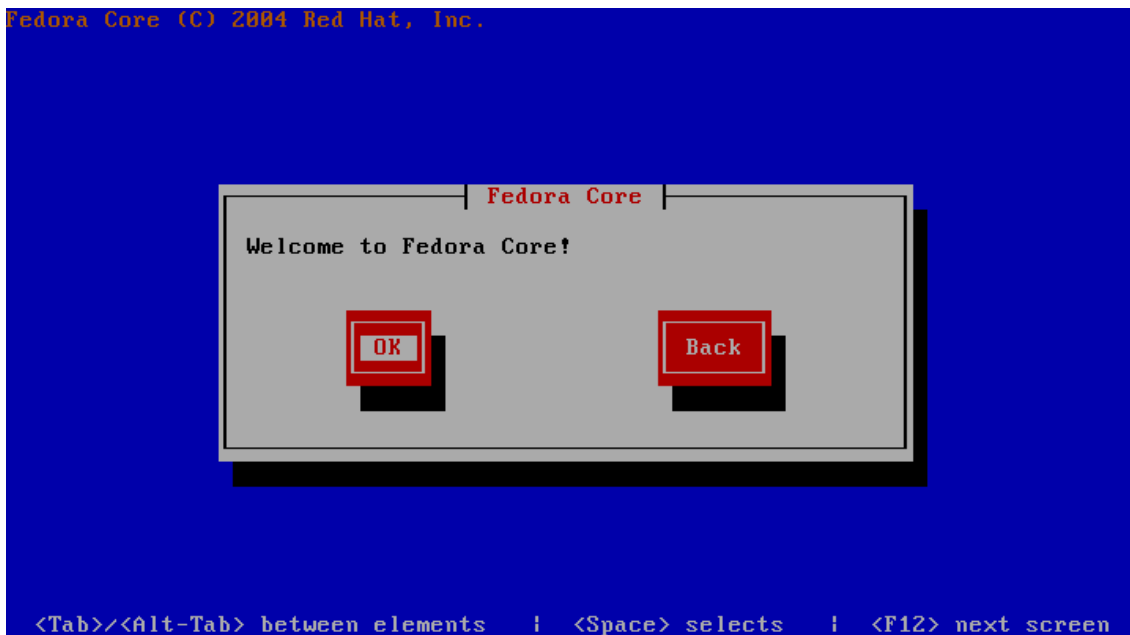 Fedora Core (C) 2004 Red Hat, Inc.
Fedora Core
Welcome to Fedora Core!
OK
Back
<Tab>/<Alt-Tab> between elements | <Space> selects | <F12> next screen